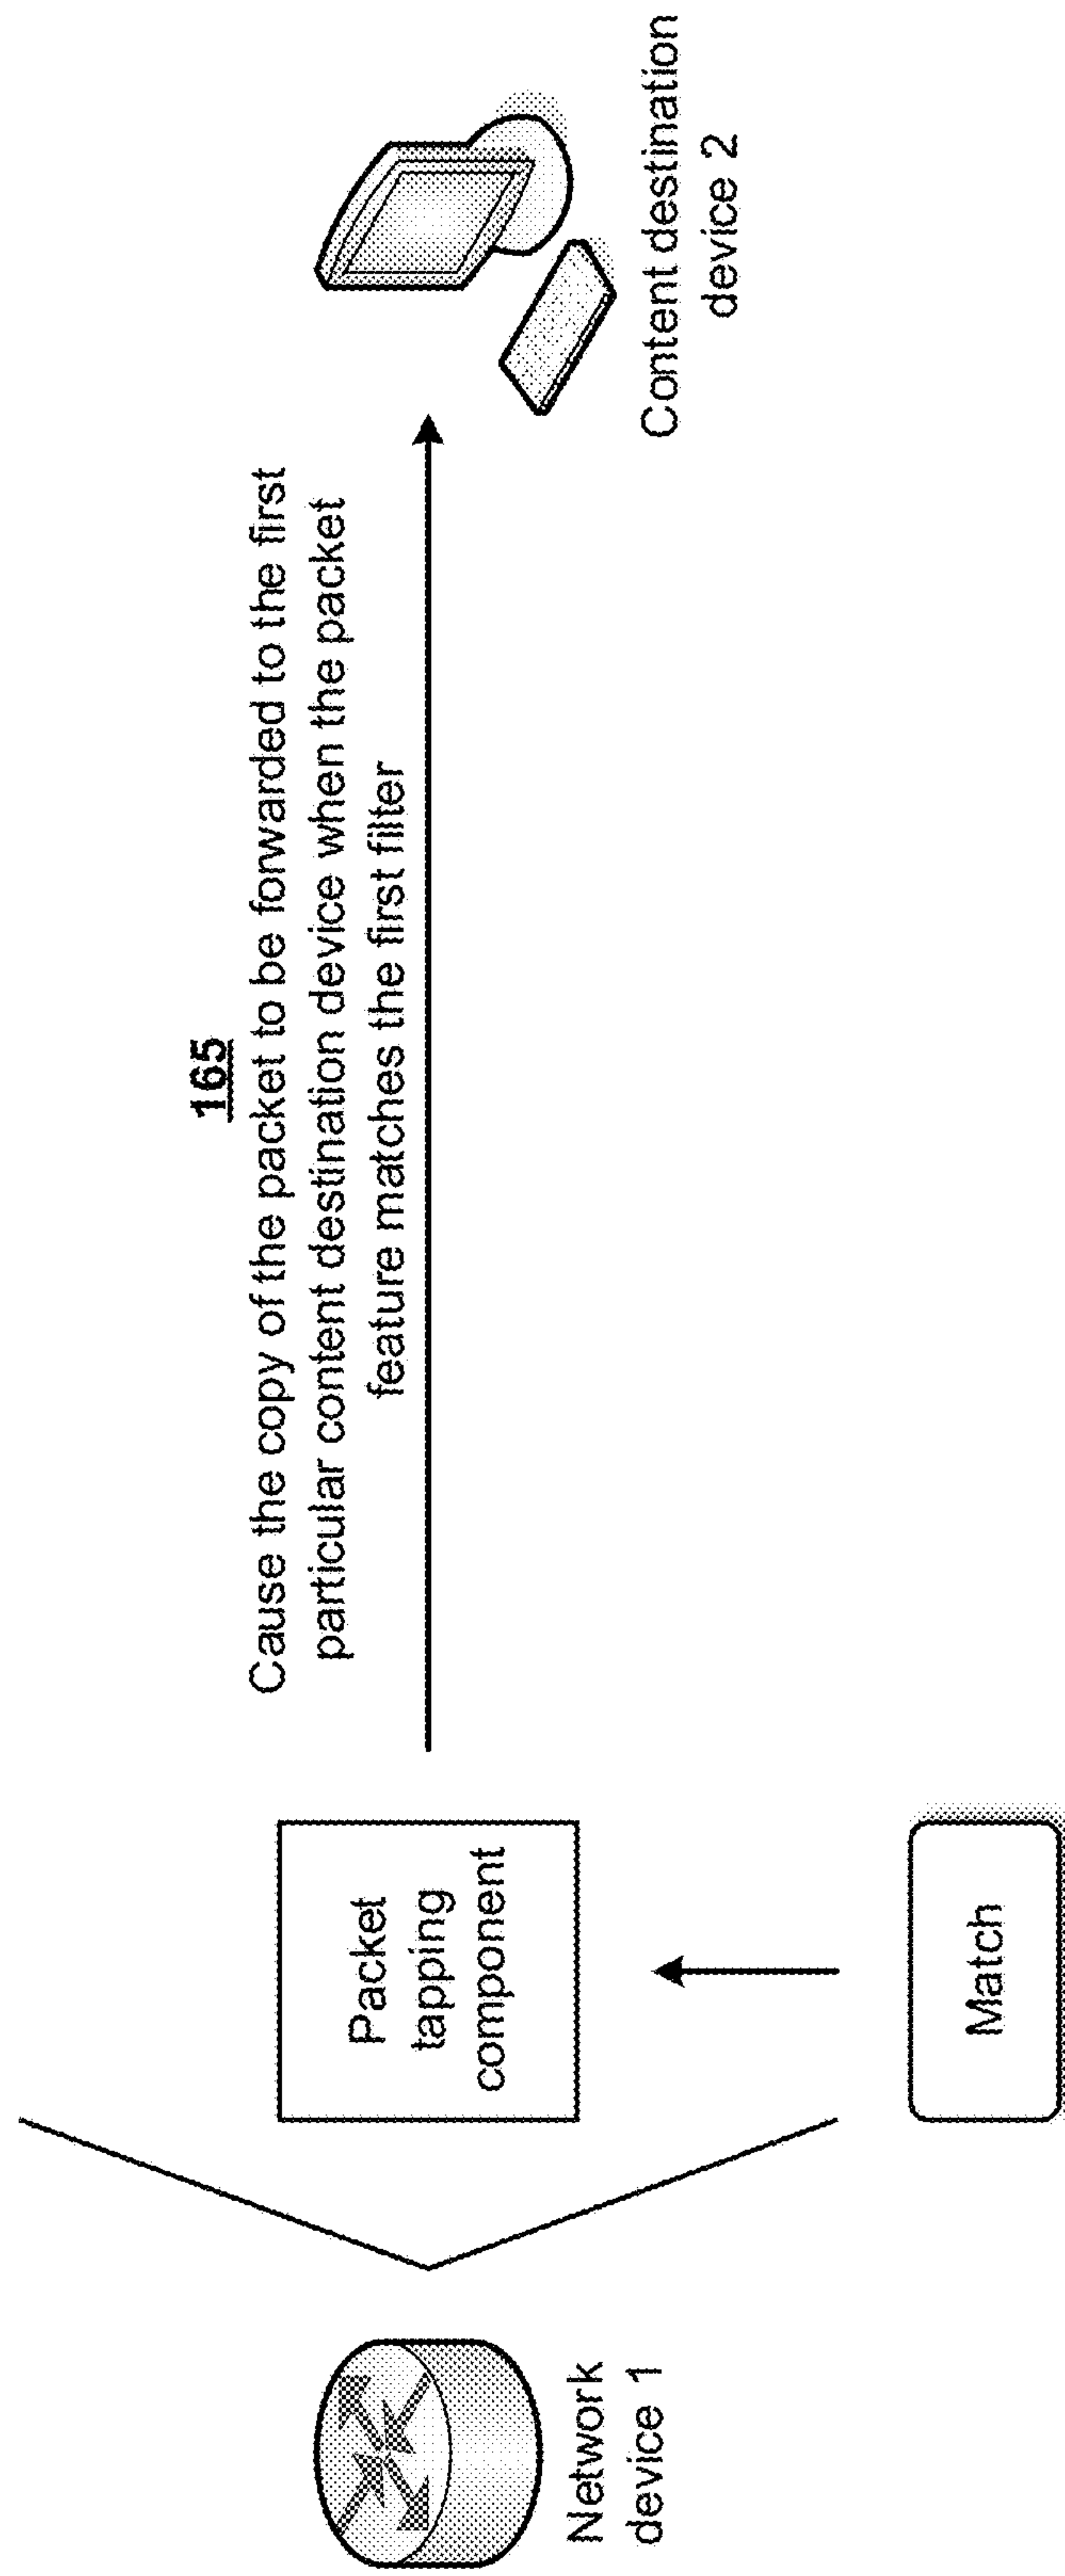 165
Cause the copy of the packet to be forwarded to the first
particular content destination device when the packet
feature matches the first filter
Network
device 1
Packet
tapping
component
Content destination
device 2
Match